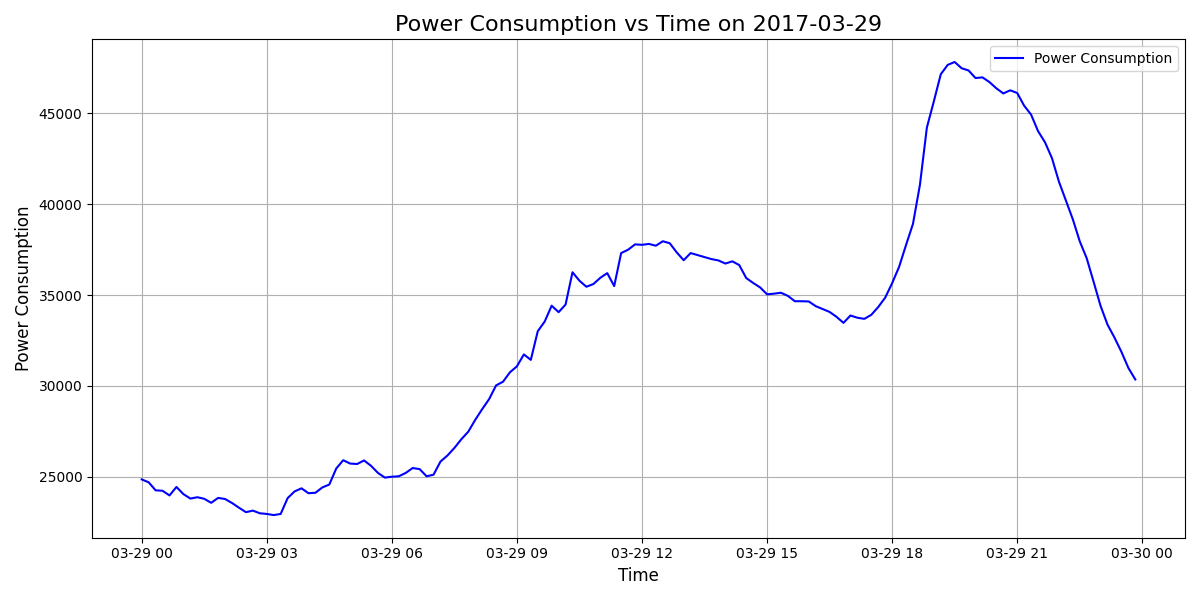 Power Consumption vs Time on 2017-03-29
Power Consumption
Power Consumption
45000
40000
35000
30000
25000
03-29 00 03-29 03 03-29 06 03-29 09 03-29 12 03-29 15 03-29 18 03-29 21 03-30 00
Time